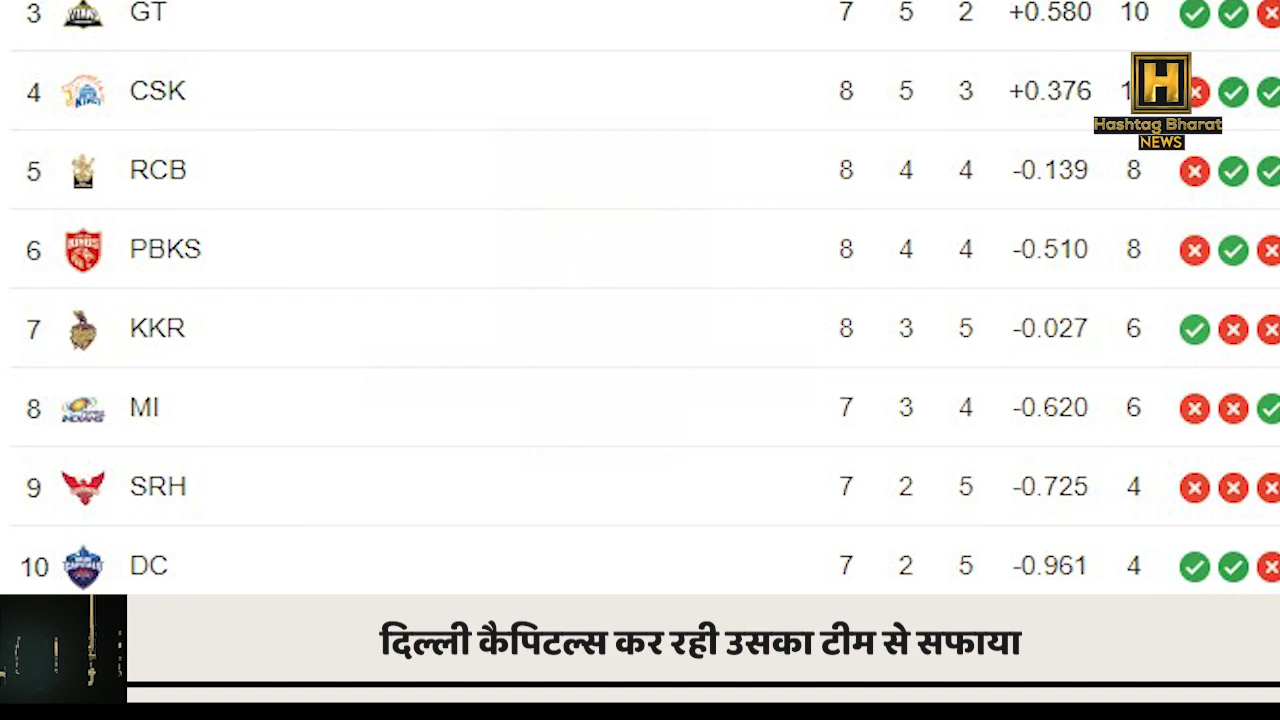 3 GT 7 5 2 +0.580 10
4 CSK 8 5 3 +0.376
5 RCB 8 4 4 -0.139 8
6 PBKS 8 4 4 -0.510 8
7 KKR 8 3 5 -0.027 6
8 MI 7 3 4 -0.620 6
9 SRH 7 2 5 -0.725 4
10 DC 7 2 5 -0.961 4
H
Hashtag Bharat
NEWS
दिल्ली कैपिटल्स कर रही उसका टीम से सफाया